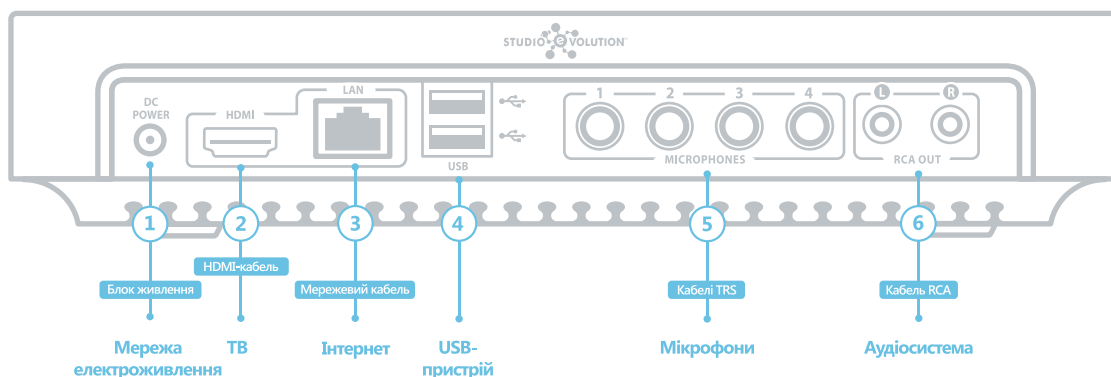 STUDIO EVOLUTION
DC
POWER
HDMI
LAN
USB
1 2 3 4
MICROPHONES
L R
RCA OUT
1 2 3 4 5 6
HDMI-кабель
Блок живлення
Мережевий кабель
Кабелі TRS
Кабель RCA
Мережа
електроживлення
ТВ
Інтернет
USB-
пристрій
Мікрофони
Аудіосистема